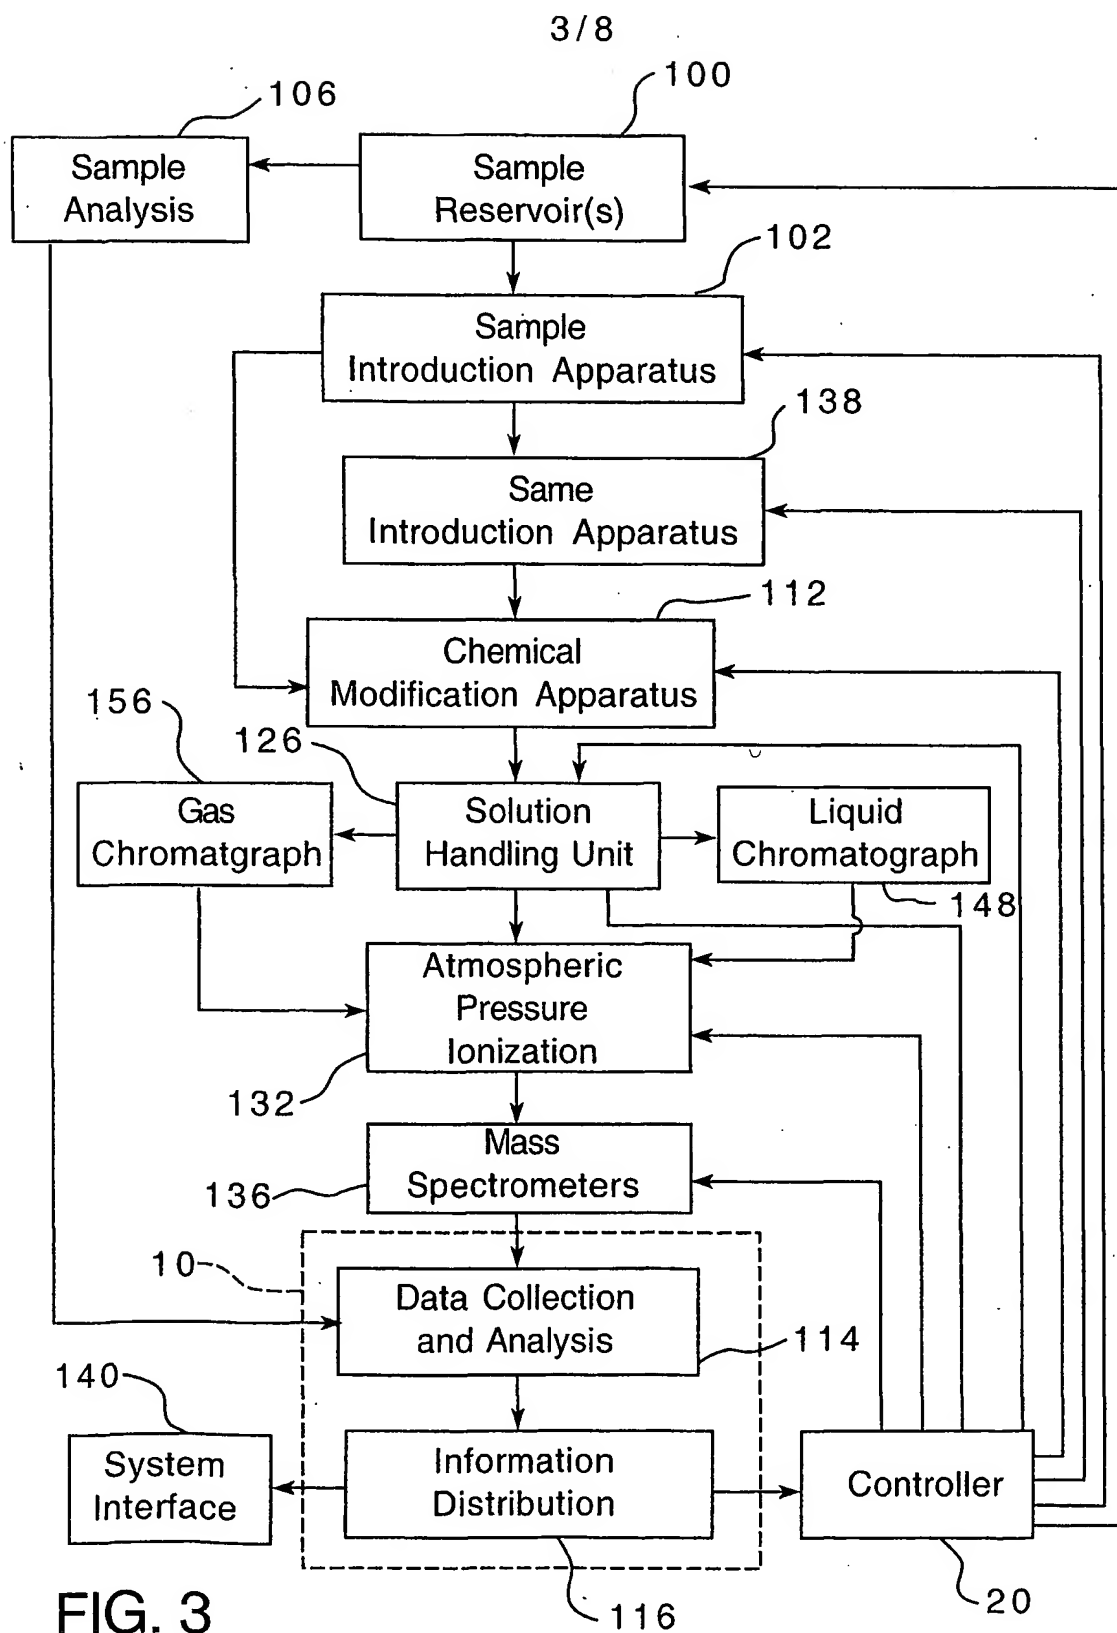 3/8
100
106
Sample
Analysis
Sample
Reservoir(s)
102
Sample
Introduction Apparatus
138
Same
Introduction Apparatus
112
Chemical
Modification Apparatus
156
126
Gas
Chromatgraph
Solution
Handling Unit
Liquid
Chromatograph
148
Atmospheric
Pressure
Ionization
132
Mass
Spectrometers
136
10
Data Collection
and Analysis
114
140
System
Interface
Information
Distribution
Controller
116
20
FIG. 3